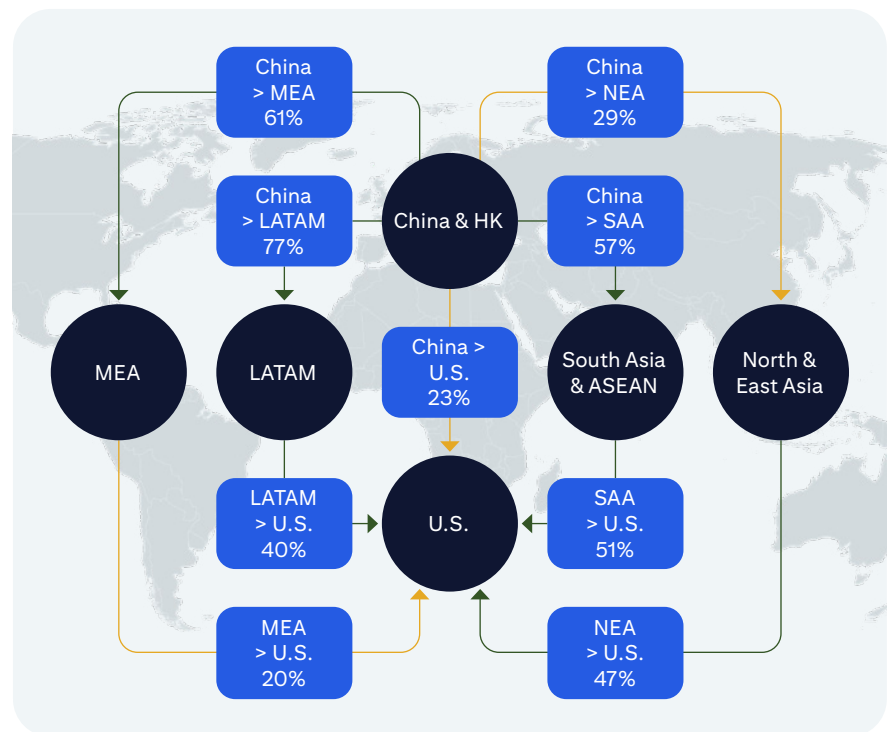 China
> MEA
61%
China
> NEA
29%
China
> LATAM
77%
China & HK
China
> SAA
57%
MEA
LATAM
China >
U.S.
23%
South Asia
& ASEAN
North &
East Asia
LATAM
> U.S.
40%
U.S.
SAA
> U.S.
51%
MEA
> U.S.
20%
NEA
> U.S.
47%